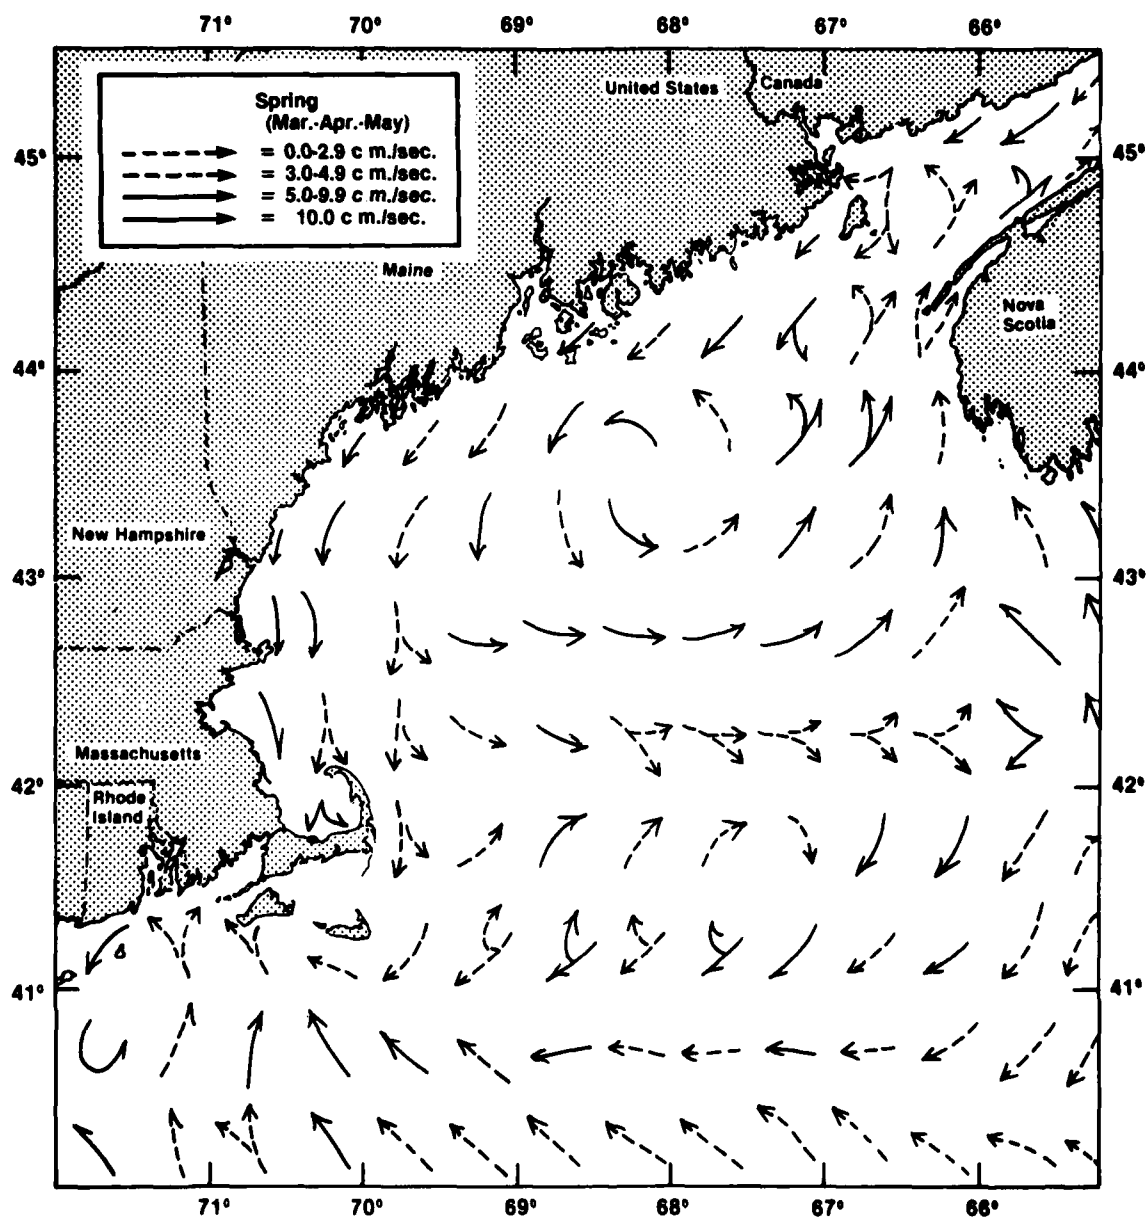 71° 70° 69° 68° 67° 66°
United States
Canada
Spring
(Mar.-Apr.-May)
= 0.0-2.9 c m./sec.
= 3.0-4.9 c m./sec.
= 5.0-9.9 c m./sec.
= 10.0 c m./sec.
45° 45°
Maine
Nova
Scotia
44° 44°
New Hampshire
43° 43°
Massachusetts
42° 42°
Rhode
Island
41° 41°
71° 70° 69° 68° 67° 66°